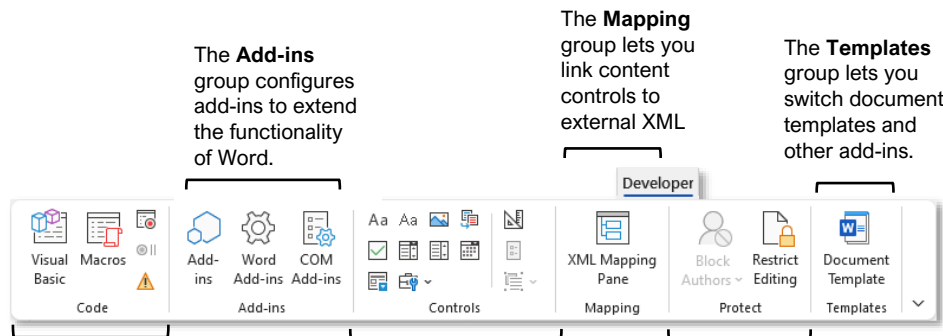 The Mapping
group lets you
link content
controls to
external XML
The Add-ins
group configures
add-ins to extend
the functionality
of Word.
The Templates
group lets you
switch document
templates and
other add-ins.
Developer
Aa Aa
Visual
Basic
Macros
Add-
ins
Word
Add-ins
COM
Add-ins
XML Mapping
Pane
Block
Authors
Restrict
Editing
Document
Template
Code
Add-ins
Controls
Mapping
Protect
Templates